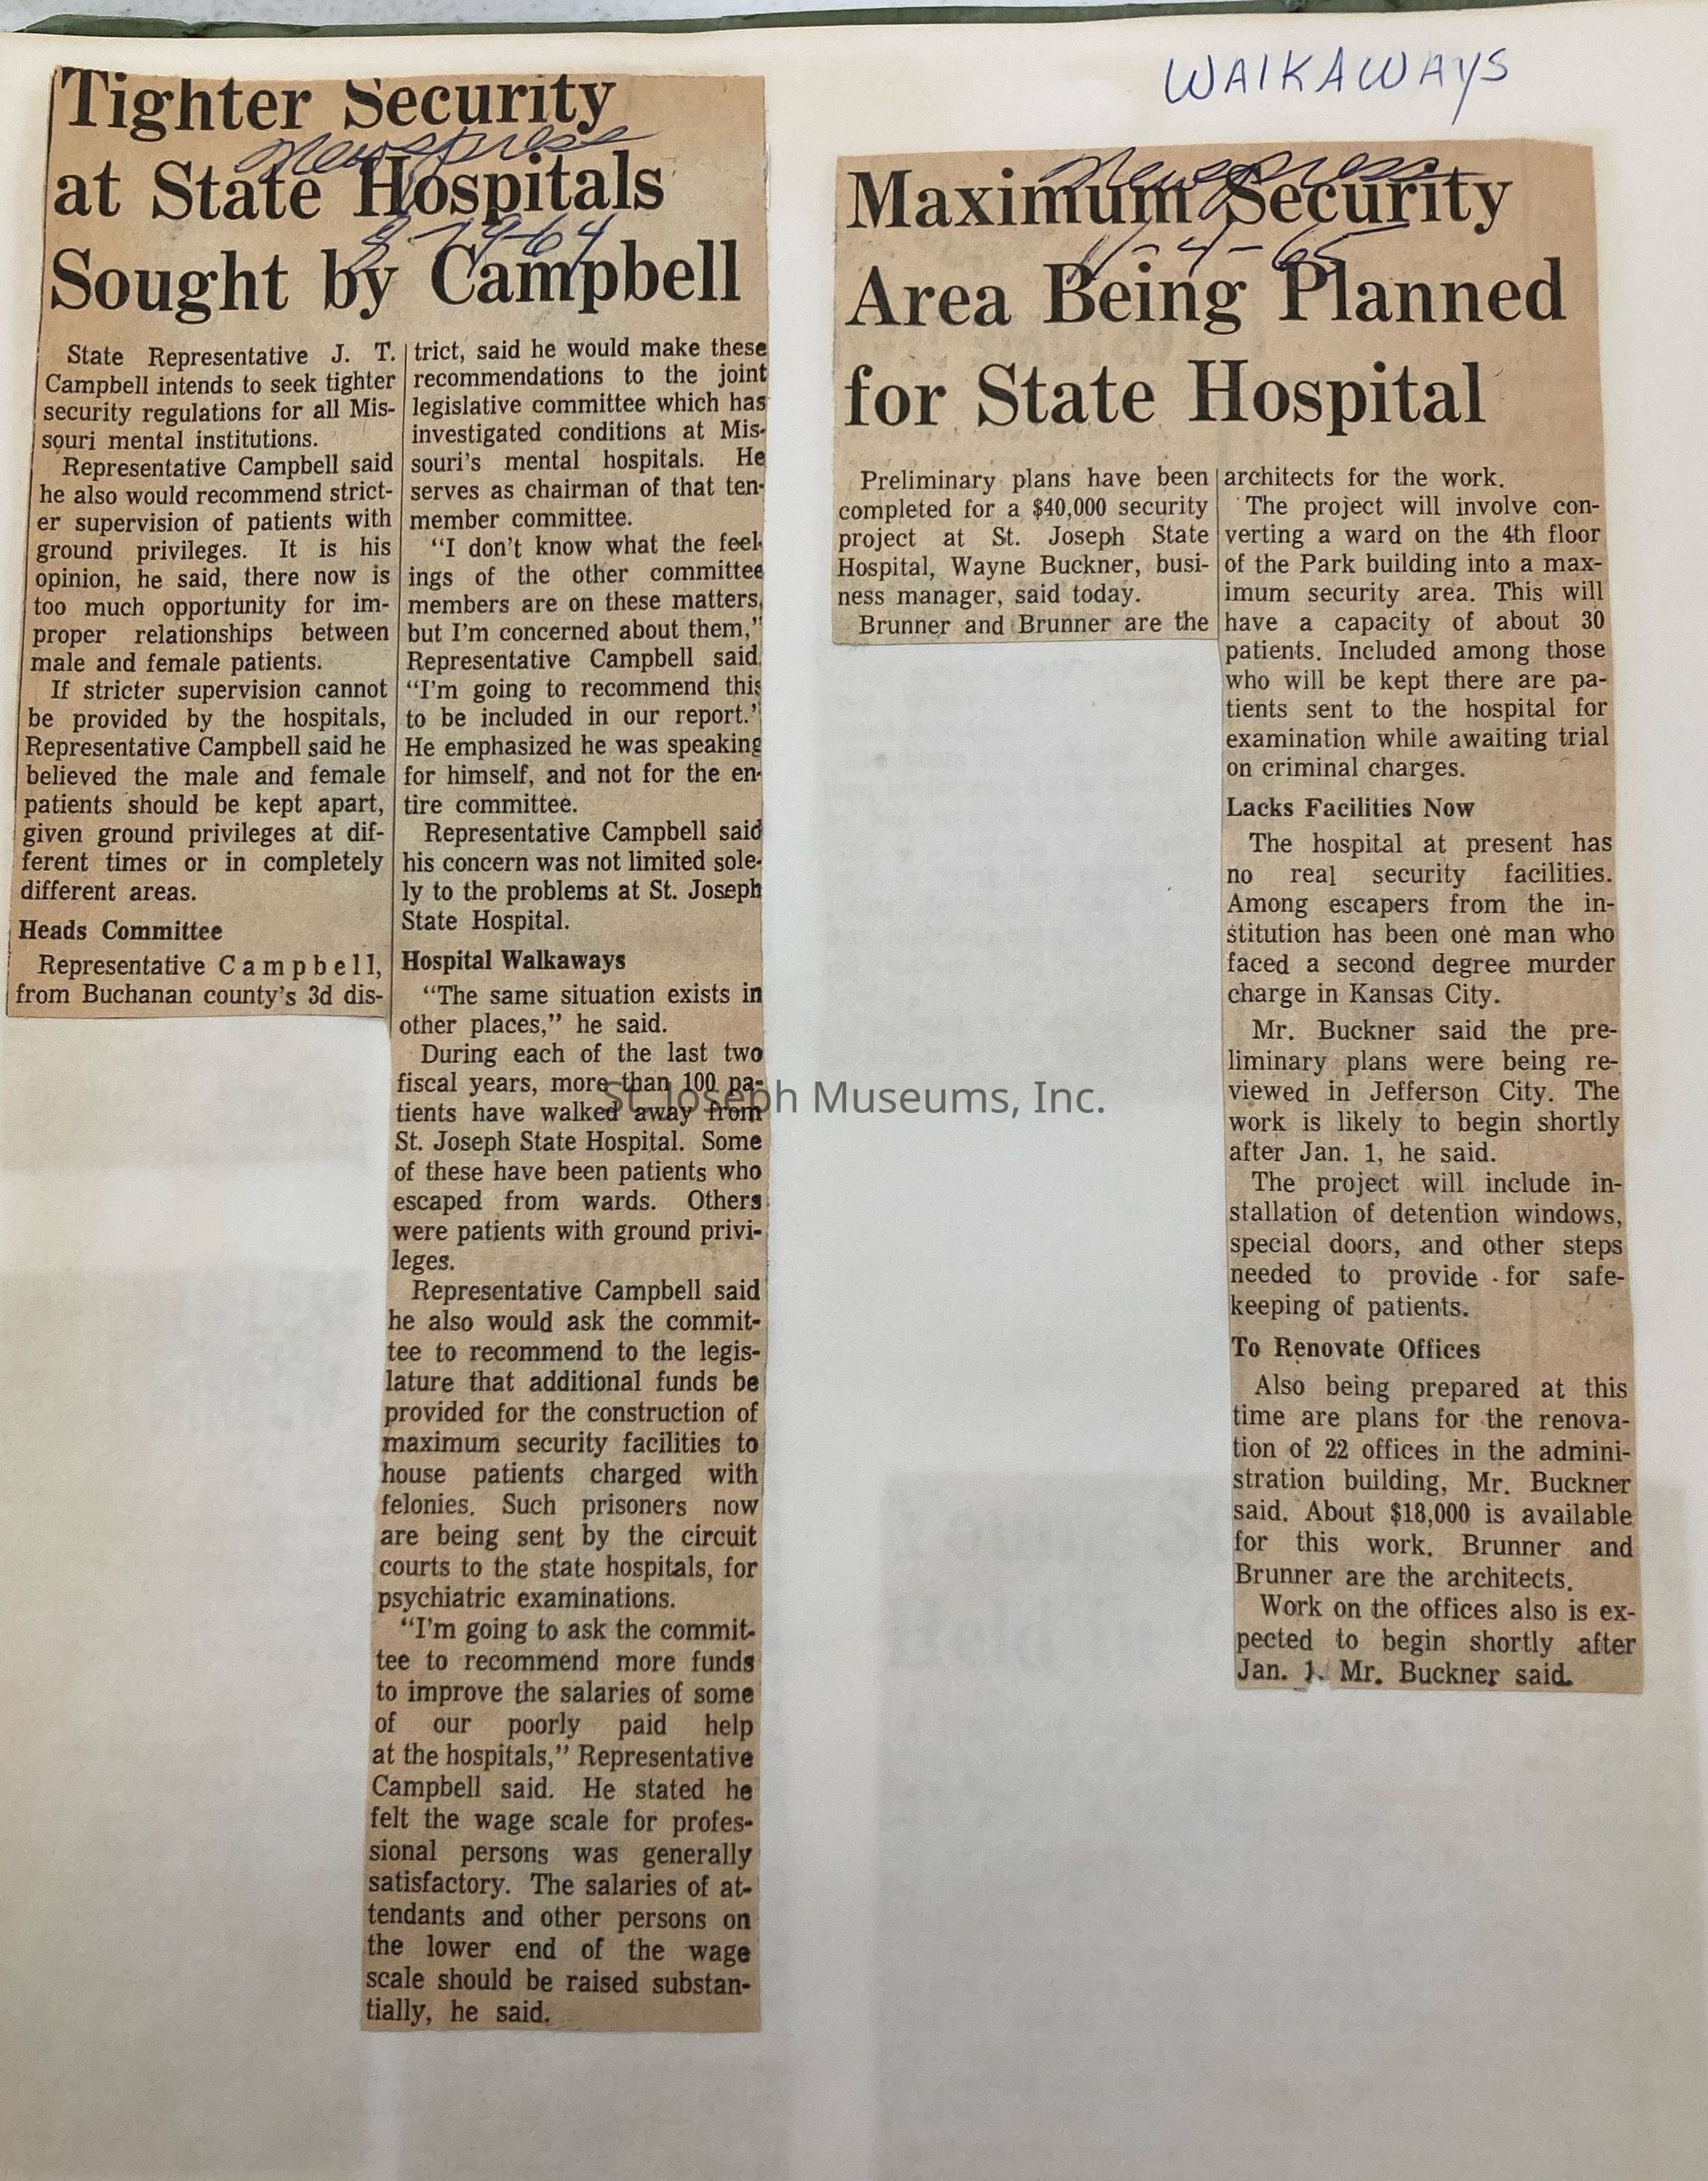 WAlKAWAYS
Tighter Security
at State Hospitals
Sought by Campbell
Newspress
State Representative J. T.
Campbell intends to seek tighter
security regulations for all Mis-
souri mental institutions.
Representative Campbell said
he also would recommend strict-
er supervision of patients with
ground privileges. It is his
opinion, he said, there now is
too much opportunity for im-
proper relationships between
male and female patients.
If stricter supervision cannot
be provided by the hospitals,
Representative Campbell said he
believed the male and female
patients should be kept apart,
given ground privileges at dif-
ferent times or in completely
different areas.
Heads Committee
Representative Campbell,
from Buchanan county's 3d dis-
trict, said he would make these
recommendations to the joint
legislative committee which has
investigated conditions at Mis-
souri's mental hospitals. He
serves as chairman of that ten-
member committee.
"I don't know what the feel-
ings of the other committee
members are on these matters,
but I'm concerned about them,"
Representative Campbell said.
"I'm going to recommend this
to be included in our report."
He emphasized he was speaking
for himself, and not for the en-
tire committee.
Representative Campbell said
his concern was not limited sole-
ly to the problems at St. Joseph
State Hospital.
Hospital Walkaways
"The same situation exists in
other places," he said.
During each of the last two
fiscal years, more than 100 pa-
tients have walked away from
St. Joseph State Hospital. Some
of these have been patients who
escaped from wards. Others
were patients with ground privi-
leges.
Representative Campbell said
he also would ask the commit-
tee to recommend to the legis-
lature that additional funds be
provided for the construction of
maximum security facilities to
house patients charged with
felonies. Such prisoners now
are being sent by the circuit
courts to the state hospitals, for
psychiatric examinations.
"I'm going to ask the commit-
tee to recommend more funds
to improve the salaries of some
of our poorly paid help
at the hospitals," Representative
Campbell said. He stated he
felt the wage scale for profes-
sional persons was generally
satisfactory. The salaries of at-
tendants and other persons on
the lower end of the wage
scale should be raised substan-
tially, he said.
Maximum Security
Area Being Planned
for State Hospital
Newspress
11-4-65
Preliminary plans have been
completed for a $40,000 security
project at St. Joseph State
Hospital, Wayne Buckner, busi-
ness manager, said today.
Brunner and Brunner are the
architects for the work.
The project will involve con-
verting a ward on the 4th floor
of the Park building into a max-
imum security area. This will
have a capacity of about 30
patients. Included among those
who will be kept there are pa-
tients sent to the hospital for
examination while awaiting trial
on criminal charges.
Lacks Facilities Now
The hospital at present has
no real security facilities.
Among escapers from the in-
stitution has been one man who
faced a second degree murder
charge in Kansas City.
Mr. Buckner said the pre-
liminary plans were being re-
viewed in Jefferson City. The
work is likely to begin shortly
after Jan. 1, he said.
The project will include in-
stallation of detention windows,
special doors, and other steps
needed to provide for safe-
keeping of patients.
To Renovate Offices
Also being prepared at this
time are plans for the renova-
tion of 22 offices in the admini-
stration building, Mr. Buckner
said. About $18,000 is available
for this work. Brunner and
Brunner are the architects.
Work on the offices also is ex-
pected to begin shortly after
Jan. 1. Mr. Buckner said.
St. Joseph Museums, Inc.